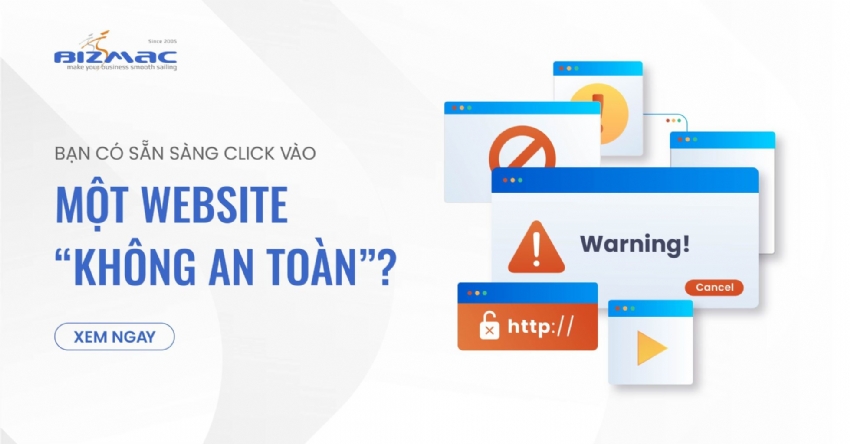 Since 2005
BIZMAC
make your business smooth sailing
BẠN CÓ SẴN SÀNG CLICK VÀO
MỘT WEBSITE
“KHÔNG AN TOÀN”?
XEM NGAY
Warning!
Cancel
http://